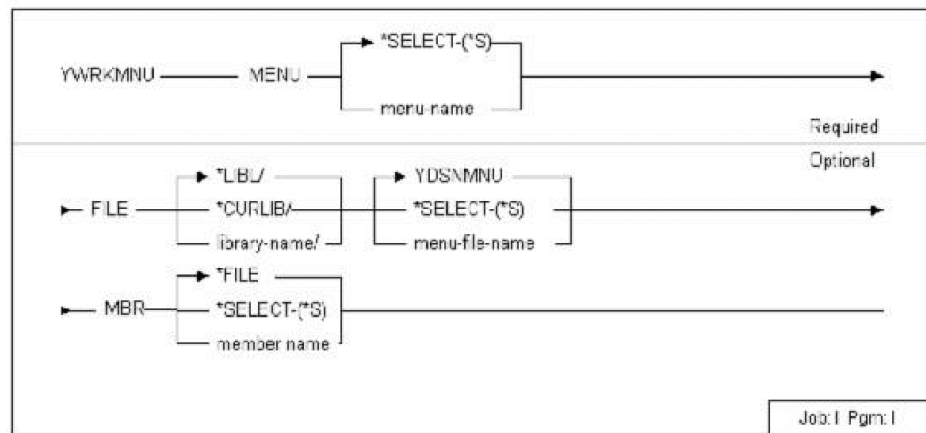 *SELECT-(*S)
YWRKMNU MENU
menu-name
Required
Optional
*LIBL/ YDSNMNU
FILE *CURLIB/ *SELECT-(*S)
library-name/ menu-file-name
*FILE
MBR *SELECT-(*S)
member name
Job: I Pgm: I